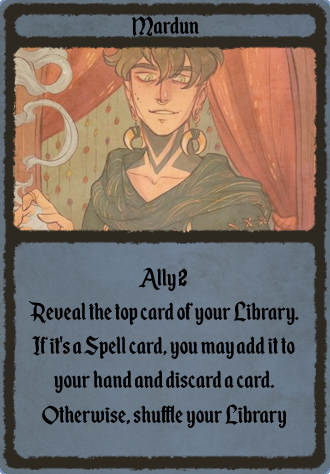 Mardun
Ally 2
Reveal the top card of your Library.
If it's a Spell card, you may add it to
your hand and discard a card.
Otherwise, shuffle your Library